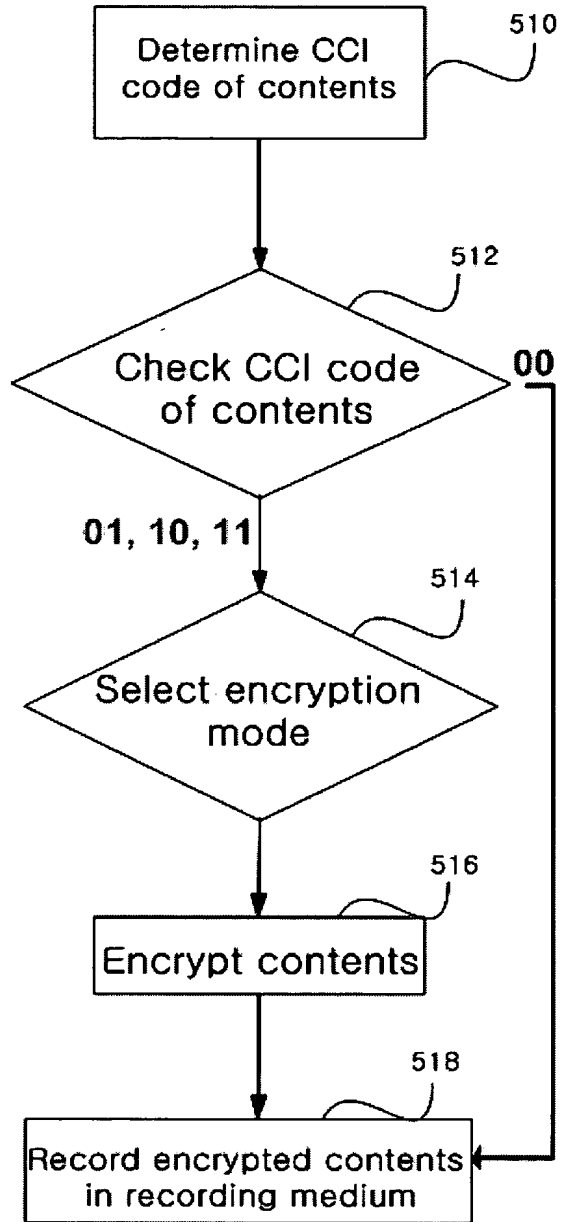 Determine CCI
code of contents
510
512
Check CCI code
of contents
00
01, 10, 11
514
Select encryption
mode
516
Encrypt contents
518
Record encrypted contents
in recording medium